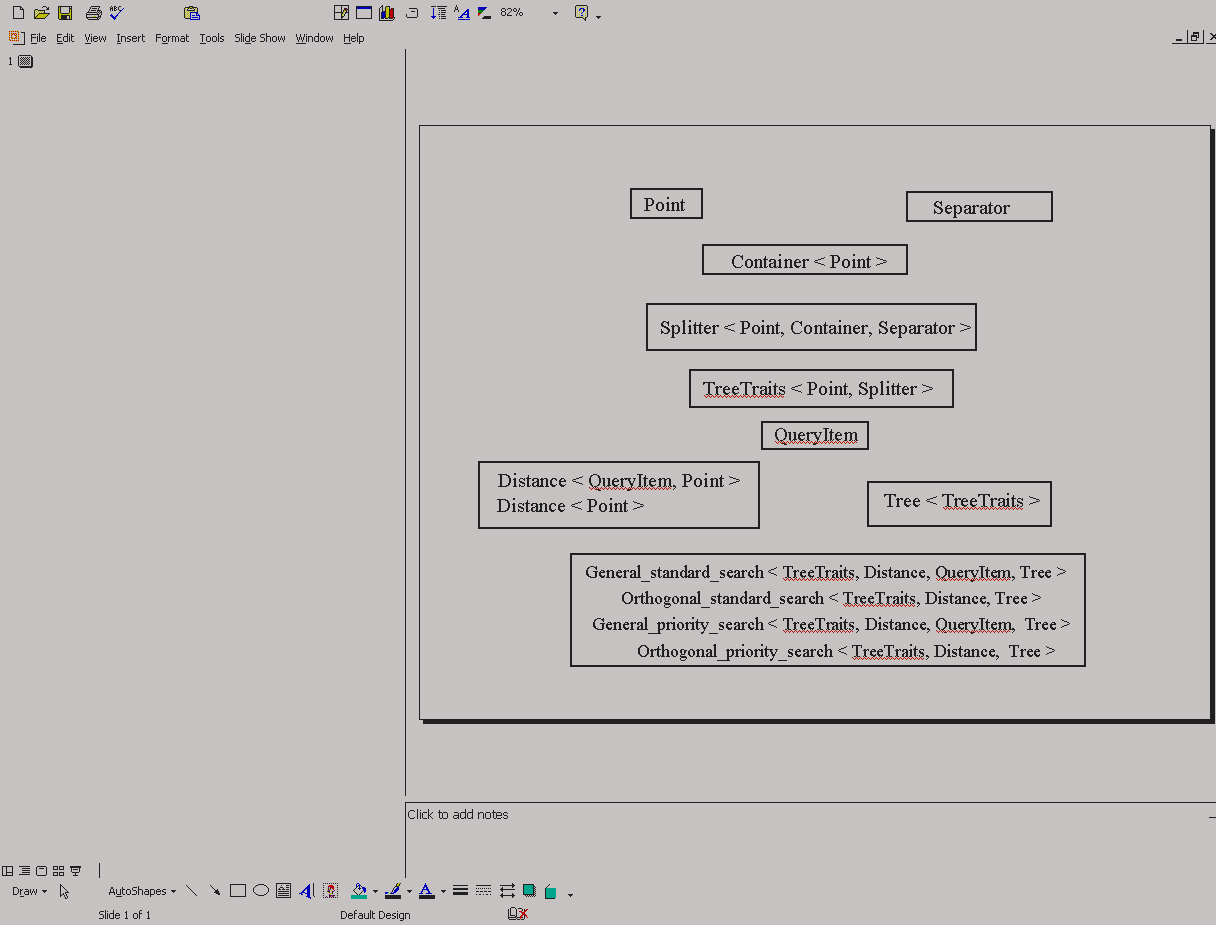 82%
File Edit View Insert Format Tools Slide Show Window Help
1
Point
Separator
Container < Point >
Splitter < Point, Container, Separator >
TreeTraits < Point, Splitter >
QueryItem
Distance < QueryItem, Point >
Distance < Point >
Tree < TreeTraits >
General_standard_search < TreeTraits, Distance, QueryItem, Tree >
Orthogonal_standard_search < TreeTraits, Distance, Tree >
General_priority_search < TreeTraits, Distance, QueryItem, Tree >
Orthogonal_priority_search < TreeTraits, Distance, Tree >
Click to add notes
Draw AutoShapes
Slide 1 of 1 Default Design